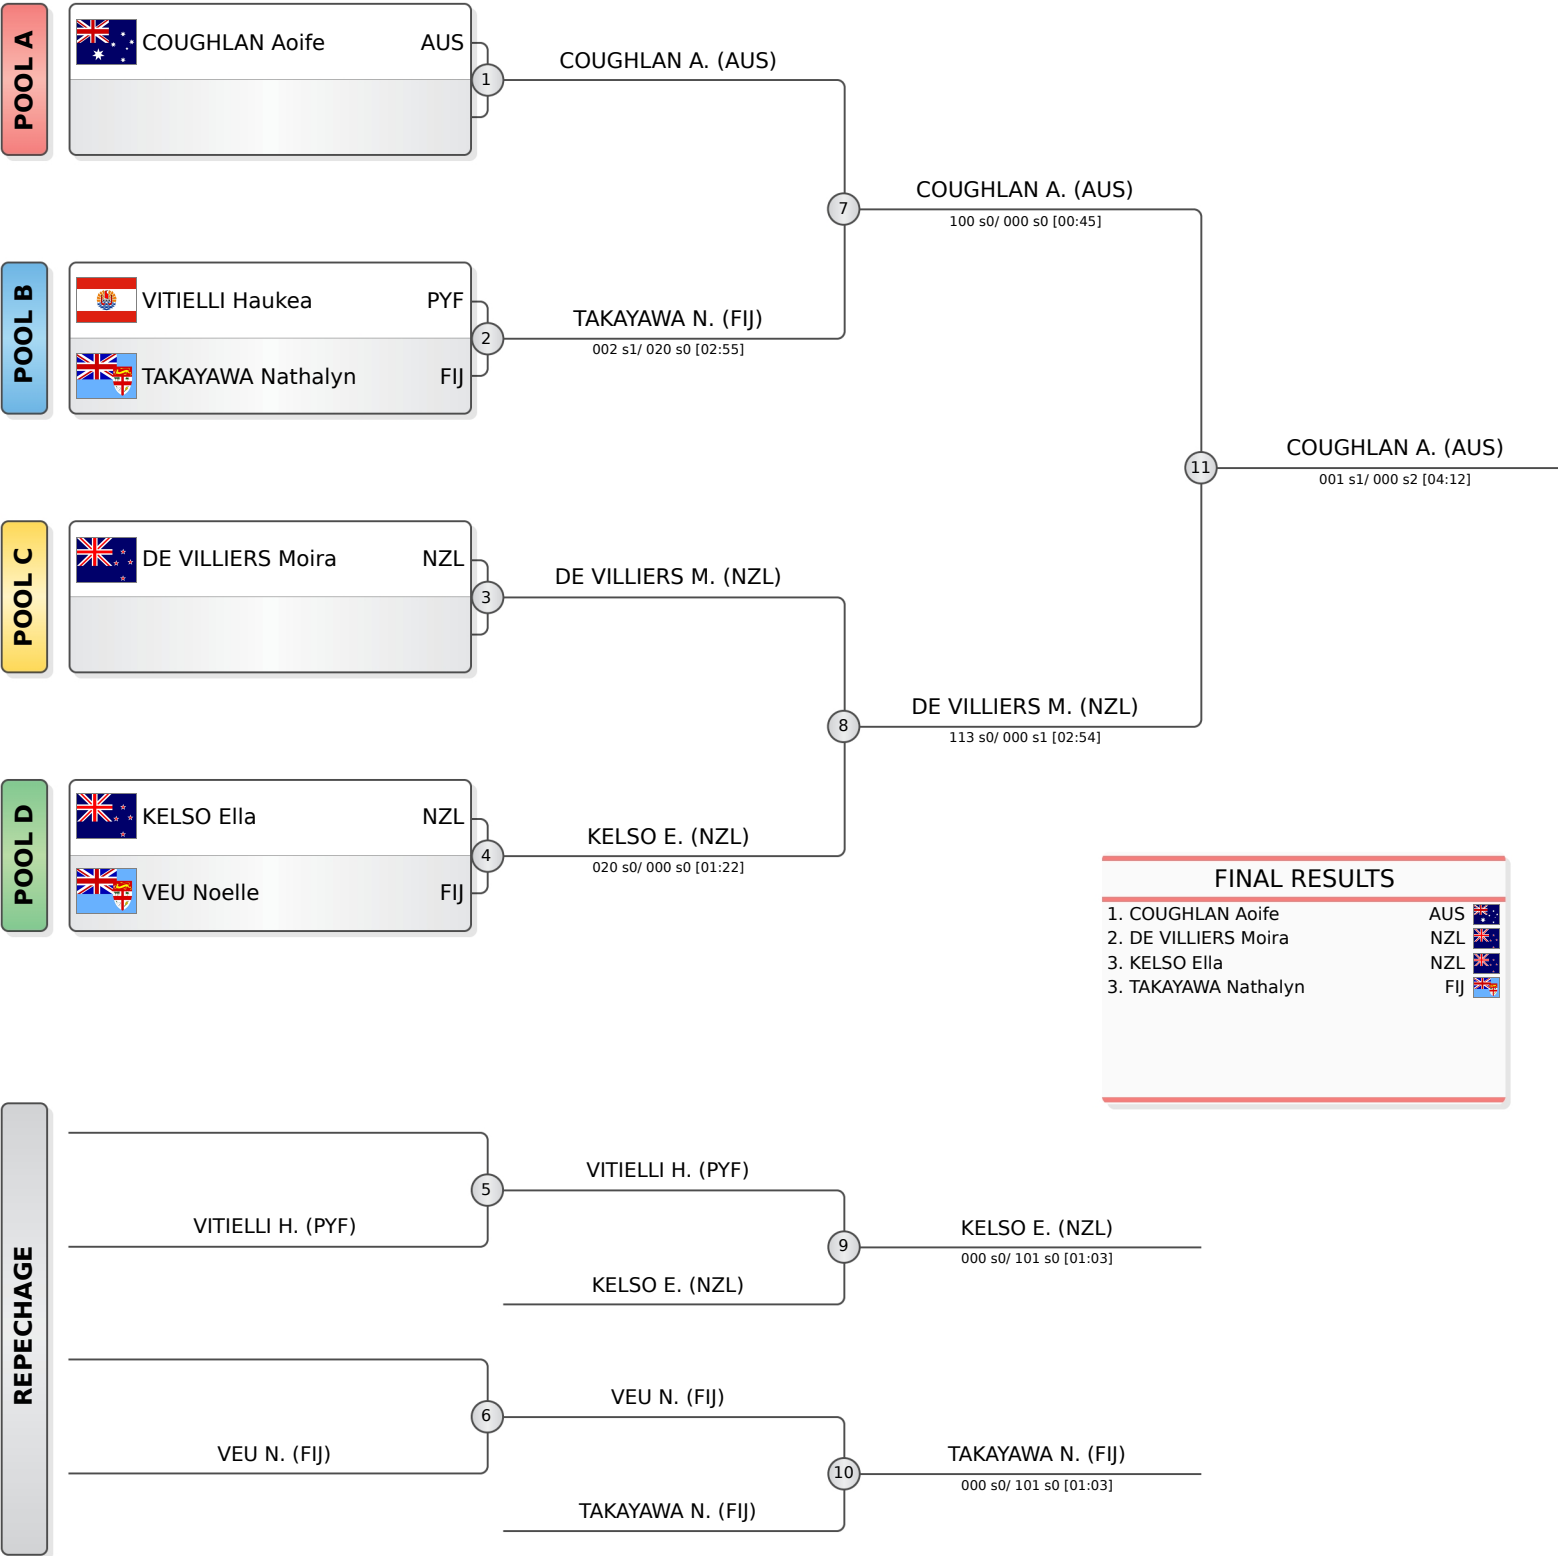 POOL A
COUGHLAN Aoife AUS
1
COUGHLAN A. (AUS)
7
COUGHLAN A. (AUS)
100 s0/ 000 s0 [00:45]
POOL B
VITIELLI Haukea PYF
TAKAYAWA Nathalyn FIJ
2
TAKAYAWA N. (FIJ)
002 s1/ 020 s0 [02:55]
11
COUGHLAN A. (AUS)
001 s1/ 000 s2 [04:12]
POOL C
DE VILLIERS Moira NZL
3
DE VILLIERS M. (NZL)
8
DE VILLIERS M. (NZL)
113 s0/ 000 s1 [02:54]
POOL D
KELSO Ella NZL
VEU Noelle FIJ
4
KELSO E. (NZL)
020 s0/ 000 s0 [01:22]
FINAL RESULTS
1. COUGHLAN Aoife AUS
2. DE VILLIERS Moira NZL
3. KELSO Ella NZL
3. TAKAYAWA Nathalyn FIJ
REPECHAGE
VITIELLI H. (PYF)
5
VITIELLI H. (PYF)
KELSO E. (NZL)
9
KELSO E. (NZL)
000 s0/ 101 s0 [01:03]
VEU N. (FIJ)
6
VEU N. (FIJ)
TAKAYAWA N. (FIJ)
10
TAKAYAWA N. (FIJ)
000 s0/ 101 s0 [01:03]